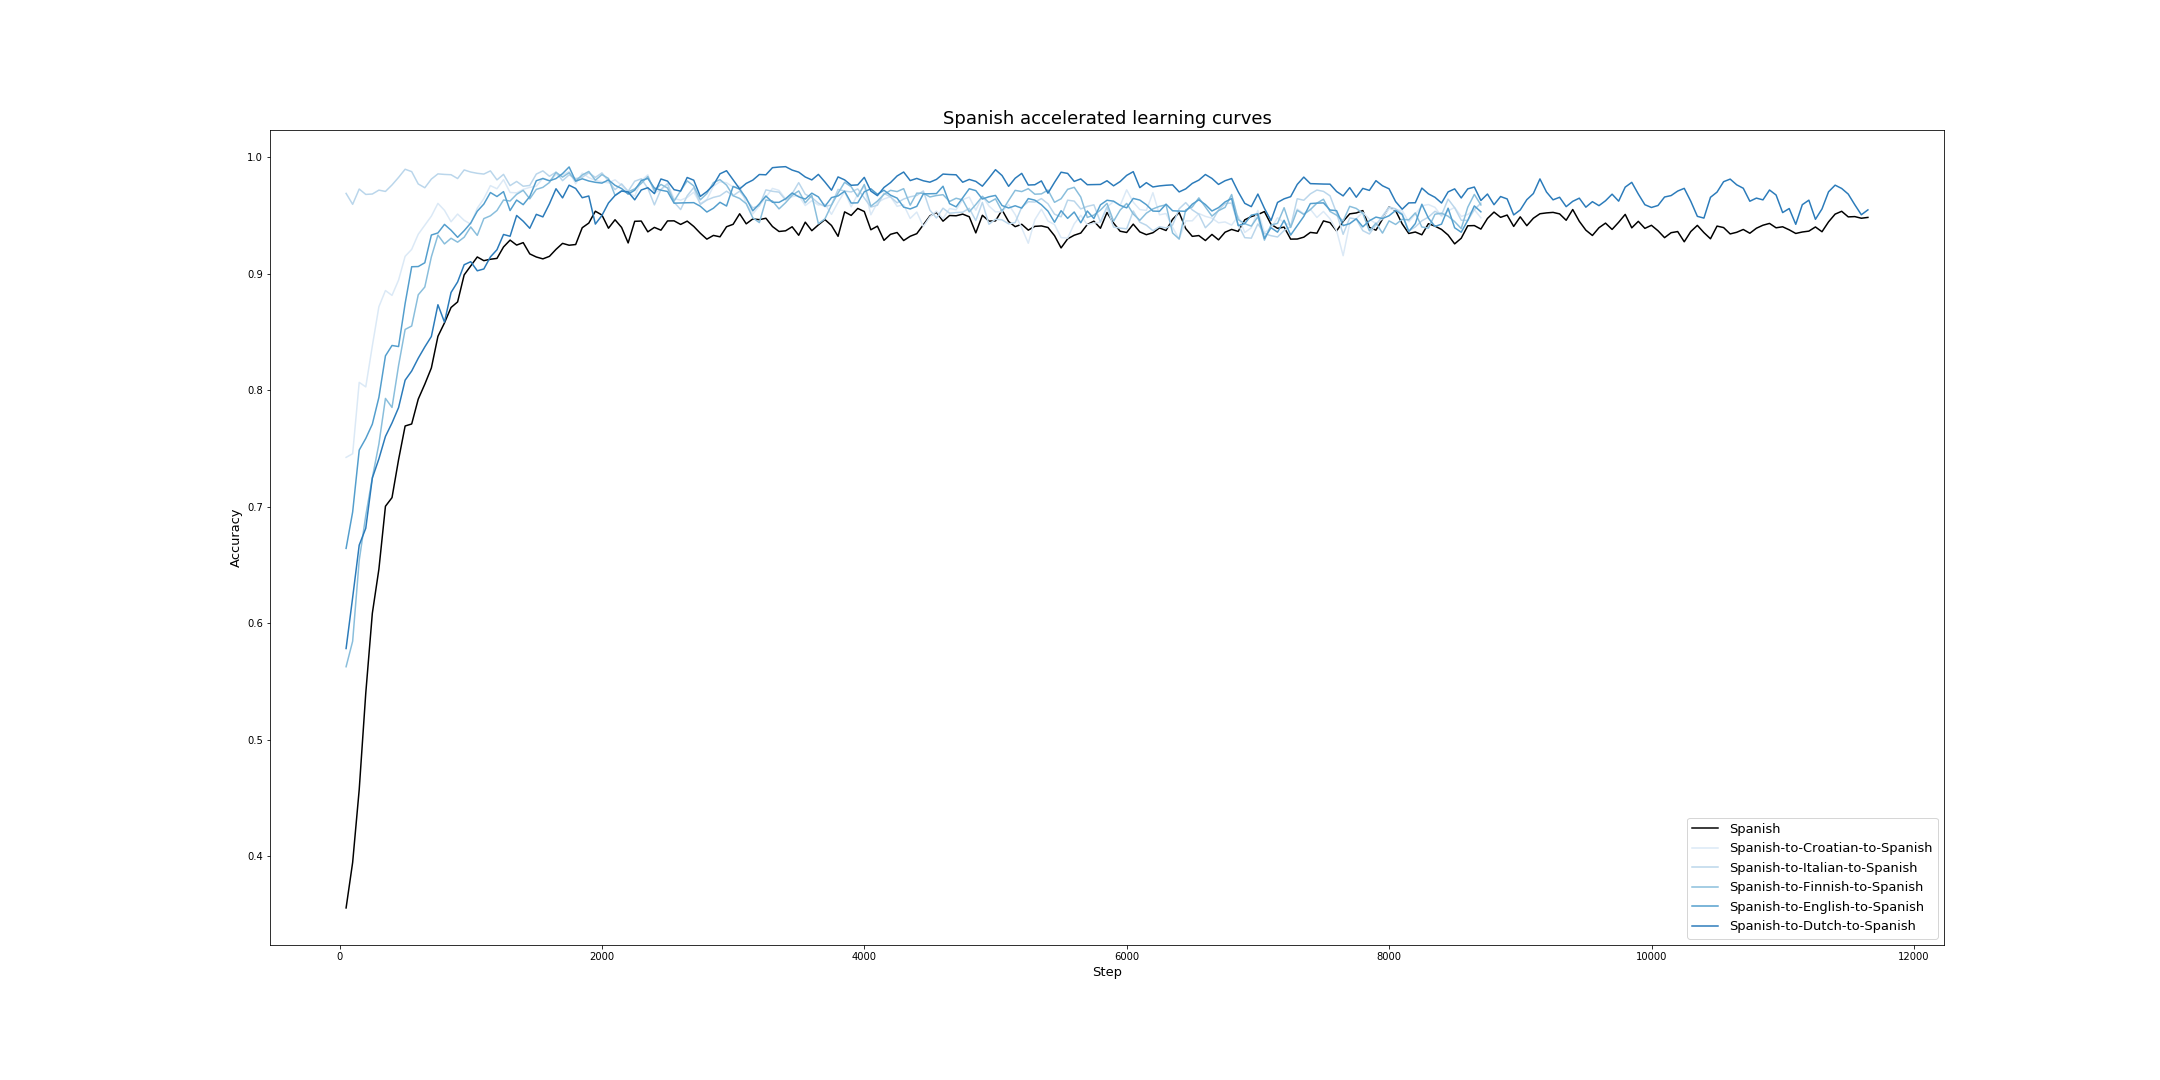 Spanish accelerated learning curves
1.0
0.9
0.8
0.7
0.6
0.5
0.4
Accuracy
0
2000
4000
6000
8000
10000
12000
Step
Spanish
Spanish-to-Croatian-to-Spanish
Spanish-to-Italian-to-Spanish
Spanish-to-Finnish-to-Spanish
Spanish-to-English-to-Spanish
Spanish-to-Dutch-to-Spanish